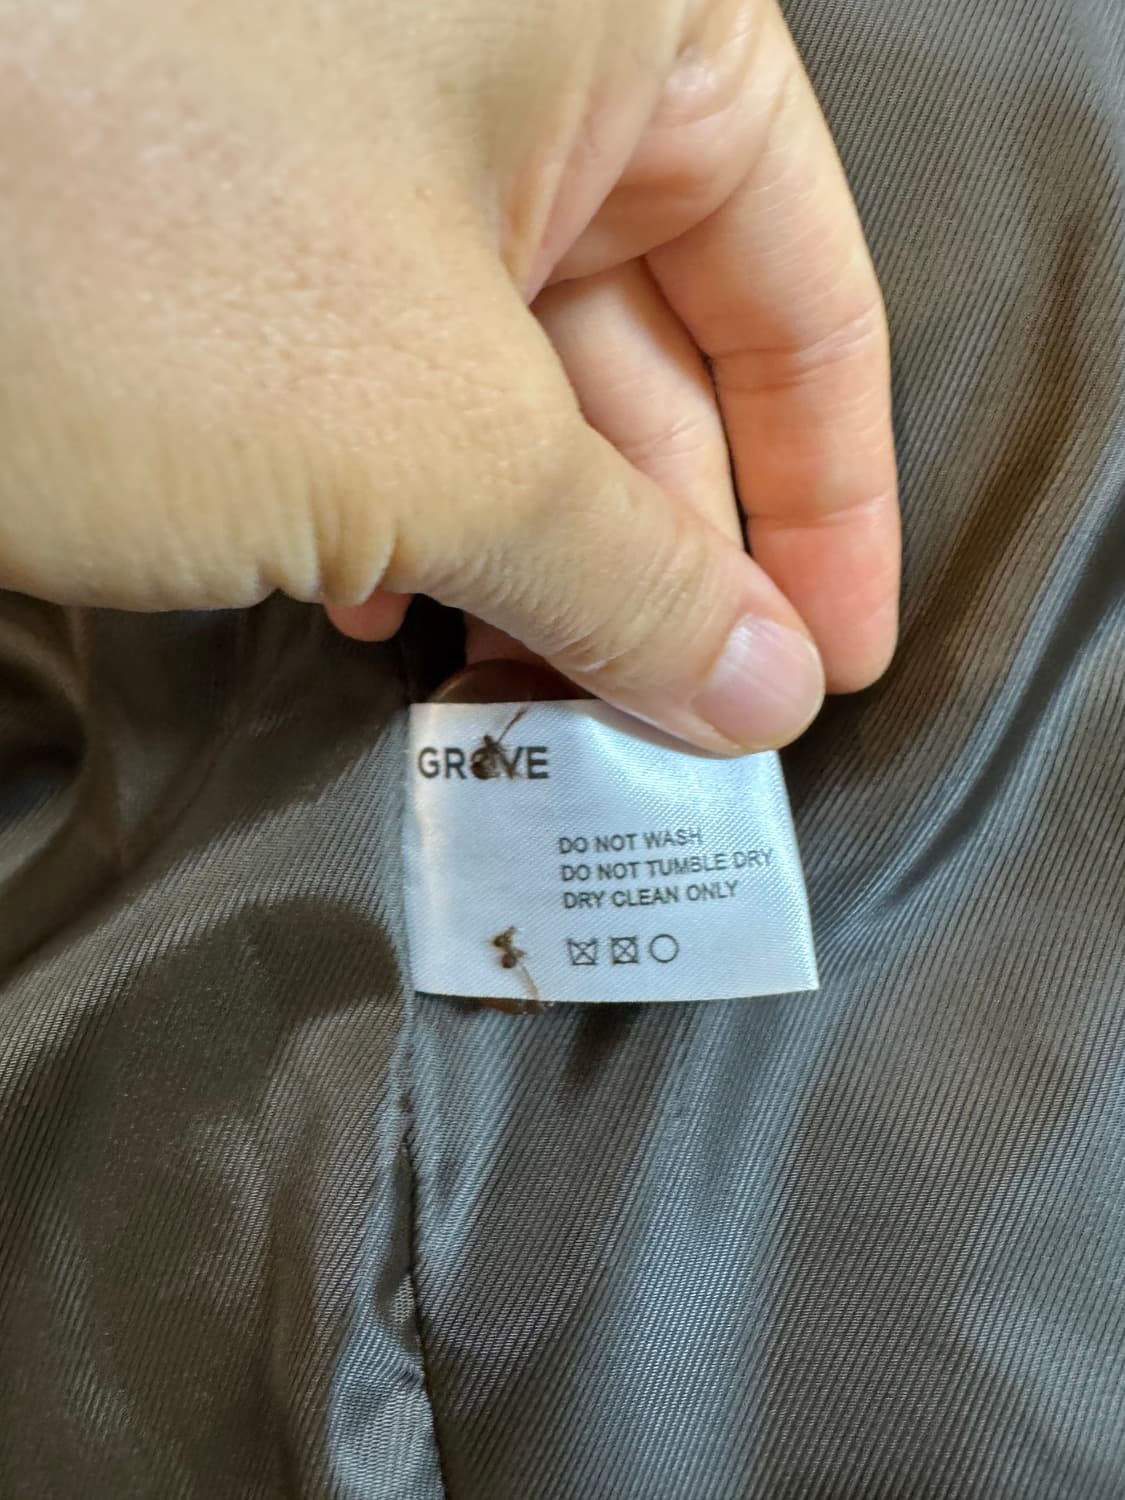 GROVE
DO NOT WASH
DO NOT TUMBLE DRY
DRY CLEAN ONLY